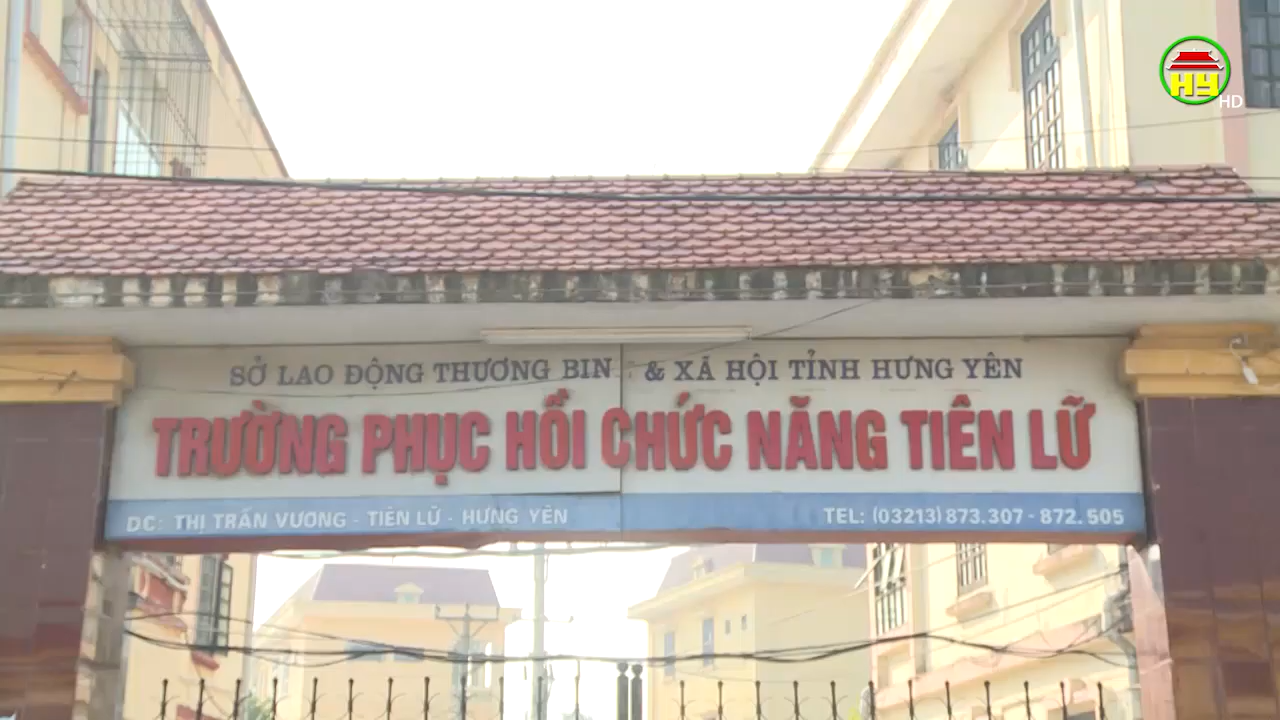 HY
HD
SỞ LAO ĐỘNG THƯƠNG BIN & XÃ HỘI TỈNH HƯNG YÊN
TRƯỜNG PHỤC HỒI CHỨC NĂNG TIÊN LỮ
DC: THỊ TRẤN VƯƠNG - TIÊN LỮ - HƯNG YÊN
TEL: (03213) 873.307 - 872.505